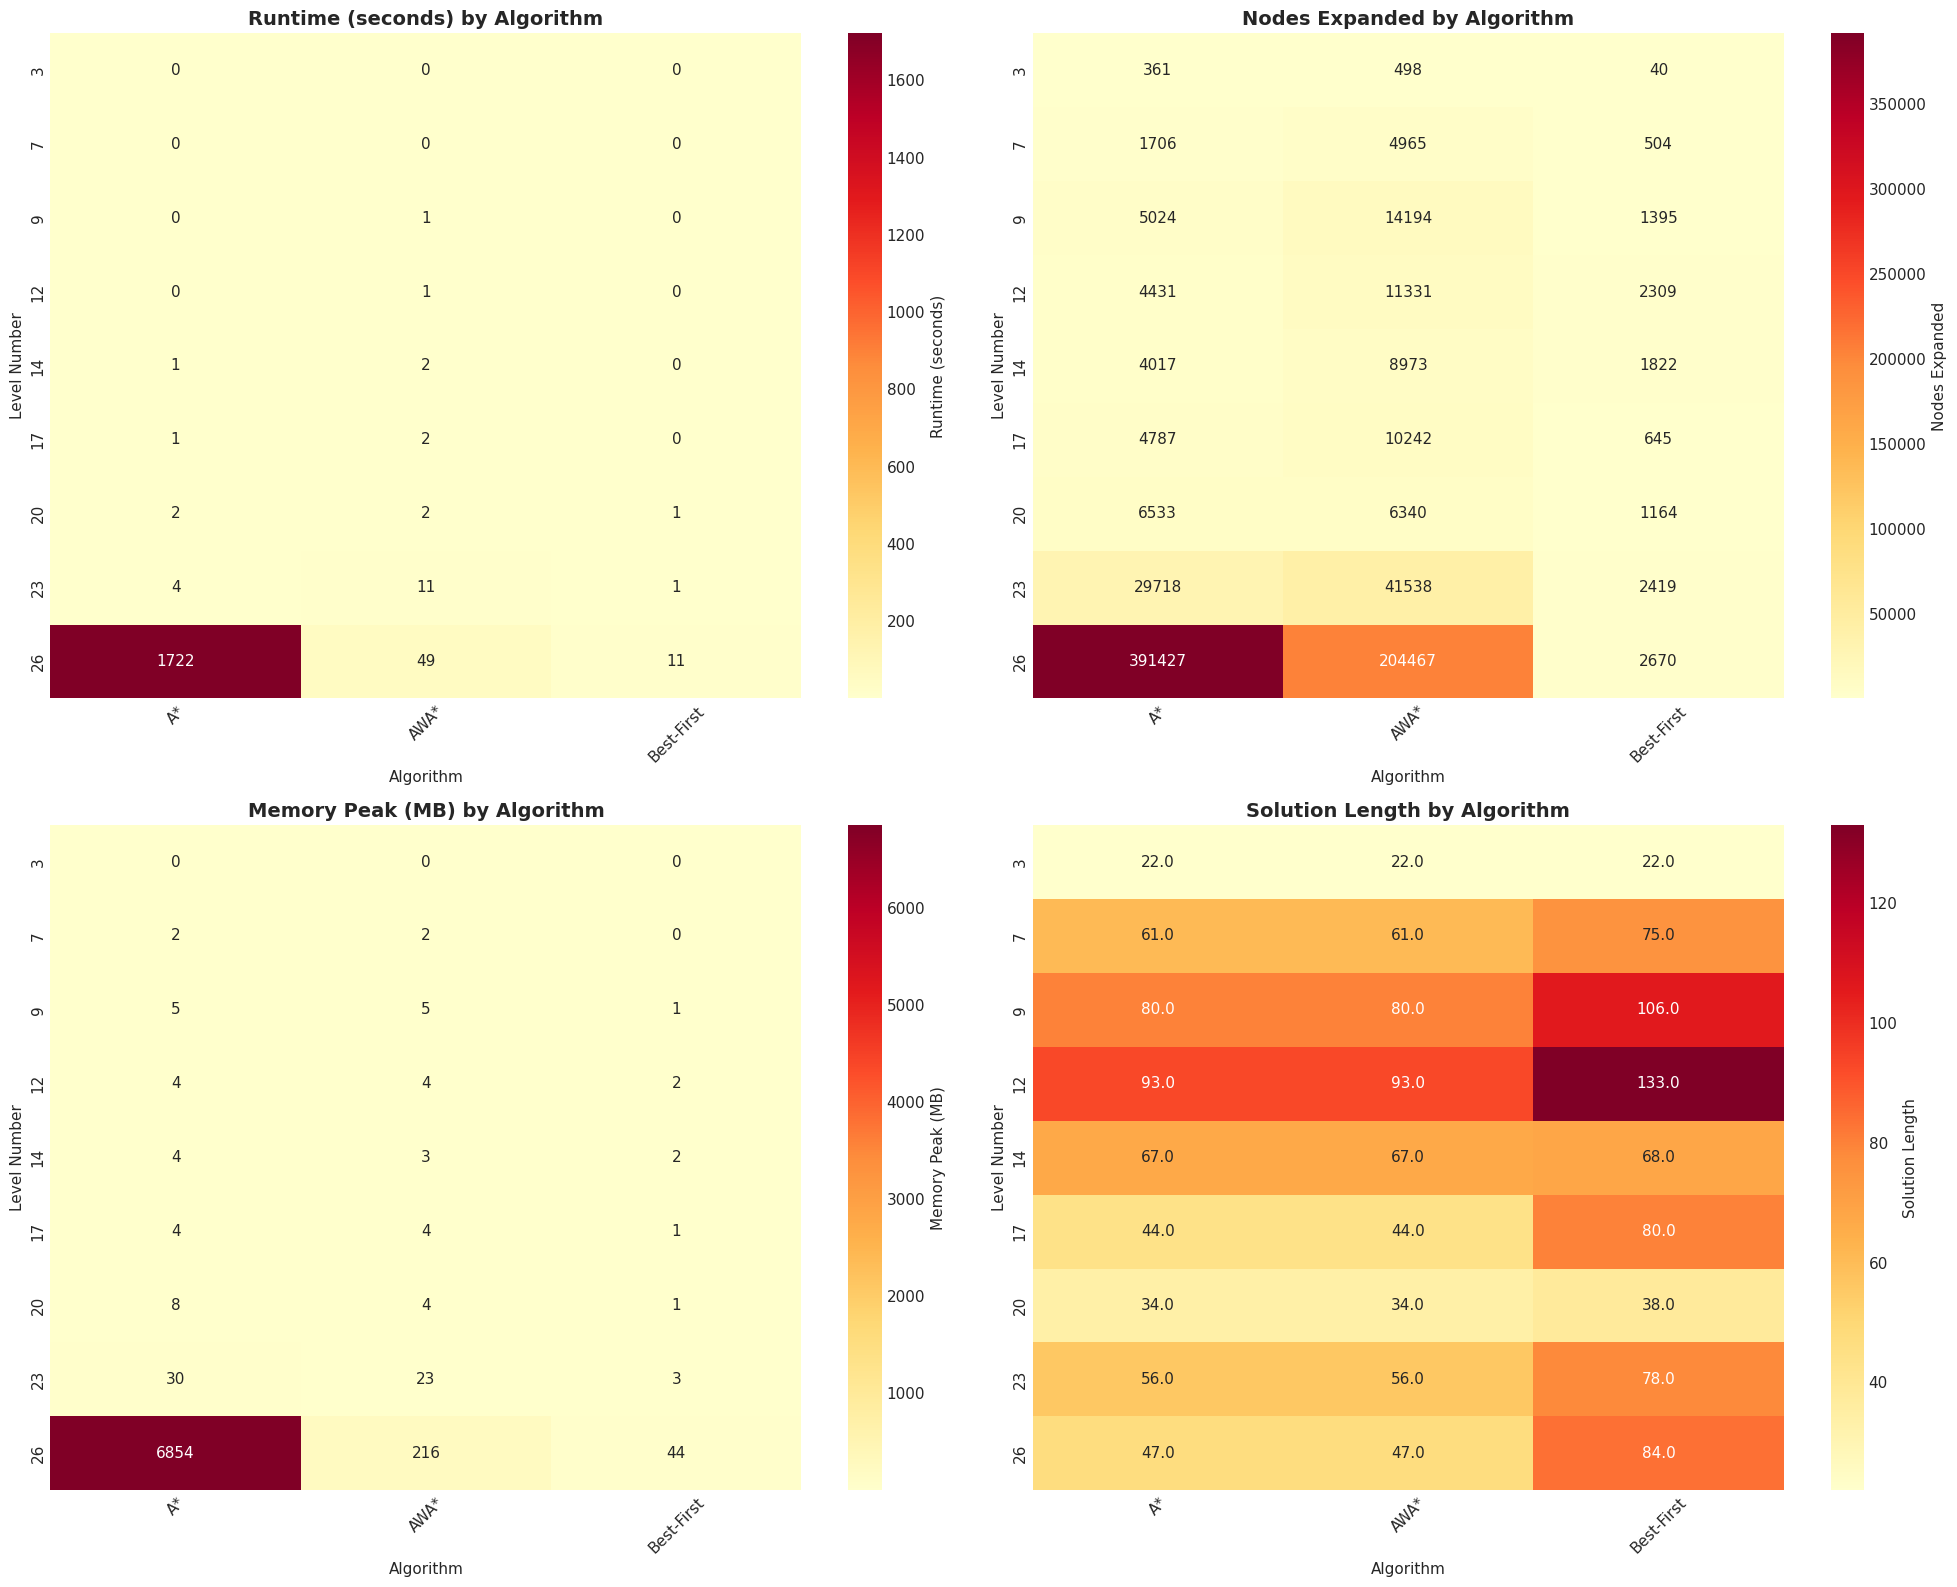 Runtime (seconds) by Algorithm
3 0 0 0
7 0 0 0
9 0 1 0
12 0 1 0
14 1 2 0
17 1 2 0
20 2 2 1
23 4 11 1
26 1722 49 11
Level Number
A* AWA* Best-First
Algorithm
1600
1400
1200
1000
800
600
400
200
Runtime (seconds)
Nodes Expanded by Algorithm
3 361 498 40
7 1706 4965 504
9 5024 14194 1395
12 4431 11331 2309
14 4017 8973 1822
17 4787 10242 645
20 6533 6340 1164
23 29718 41538 2419
26 391427 204467 2670
Level Number
A* AWA* Best-First
Algorithm
350000
300000
250000
200000
150000
100000
50000
Nodes Expanded
Memory Peak (MB) by Algorithm
3 0 0 0
7 2 2 0
9 5 5 1
12 4 4 2
14 4 3 2
17 4 4 1
20 8 4 1
23 30 23 3
26 6854 216 44
Level Number
A* AWA* Best-First
Algorithm
6000
5000
4000
3000
2000
1000
Memory Peak (MB)
Solution Length by Algorithm
3 22.0 22.0 22.0
7 61.0 61.0 75.0
9 80.0 80.0 106.0
12 93.0 93.0 133.0
14 67.0 67.0 68.0
17 44.0 44.0 80.0
20 34.0 34.0 38.0
23 56.0 56.0 78.0
26 47.0 47.0 84.0
Level Number
A* AWA* Best-First
Algorithm
120
100
80
60
40
Solution Length